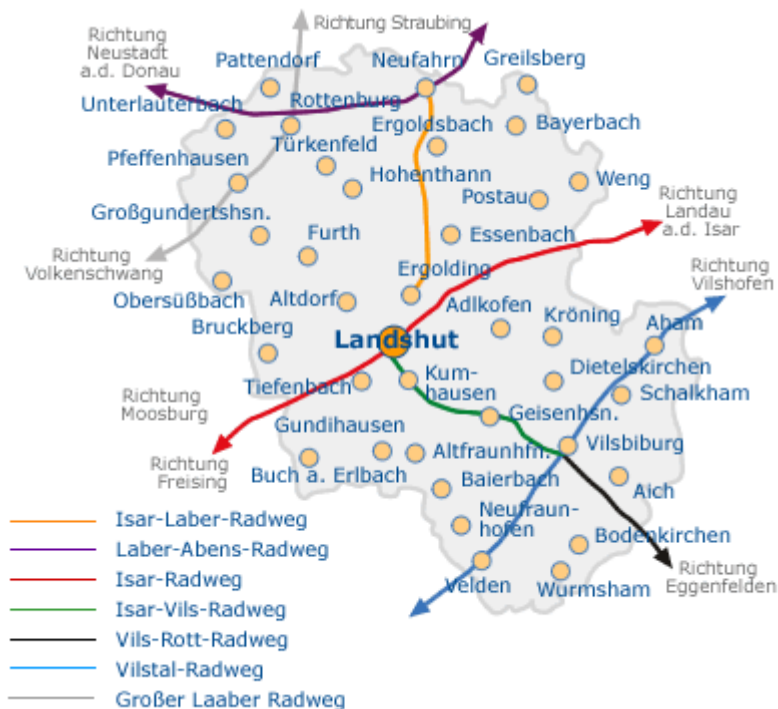 Richtung Straubing
Richtung
Neustadt
a.d. Donau
Pattendorf
Neufahrn
Greilsberg
Unterlauterbach
Rottenburg
Ergoldsbach
Bayerbach
Türkenfeld
Pfeffenhausen
Hohenthann
Postau
Weng
Richtung
Landau
a.d. Isar
Großgundertshsn.
Furth
Essenbach
Richtung
Volkenschwang
Ergolding
Richtung
Vilshofen
Obersüßbach
Altdorf
Adlkofen
Kröning
Aham
Bruckberg
Landshut
Dietelskirchen
Tiefenbach
Kum-
hausen
Schalkham
Richtung
Moosburg
Geisenhsn.
Gundihausen
Altfraunhfn.
Vilsbiburg
Richtung
Freising
Buch a. Erlbach
Baierbach
Aich
Neufraun-
hofen
Bodenkirchen
Velden
Wurmsham
Richtung
Eggenfelden
Isar-Laber-Radweg
Laber-Abens-Radweg
Isar-Radweg
Isar-Vils-Radweg
Vils-Rott-Radweg
Vilstal-Radweg
Großer Laaber Radweg